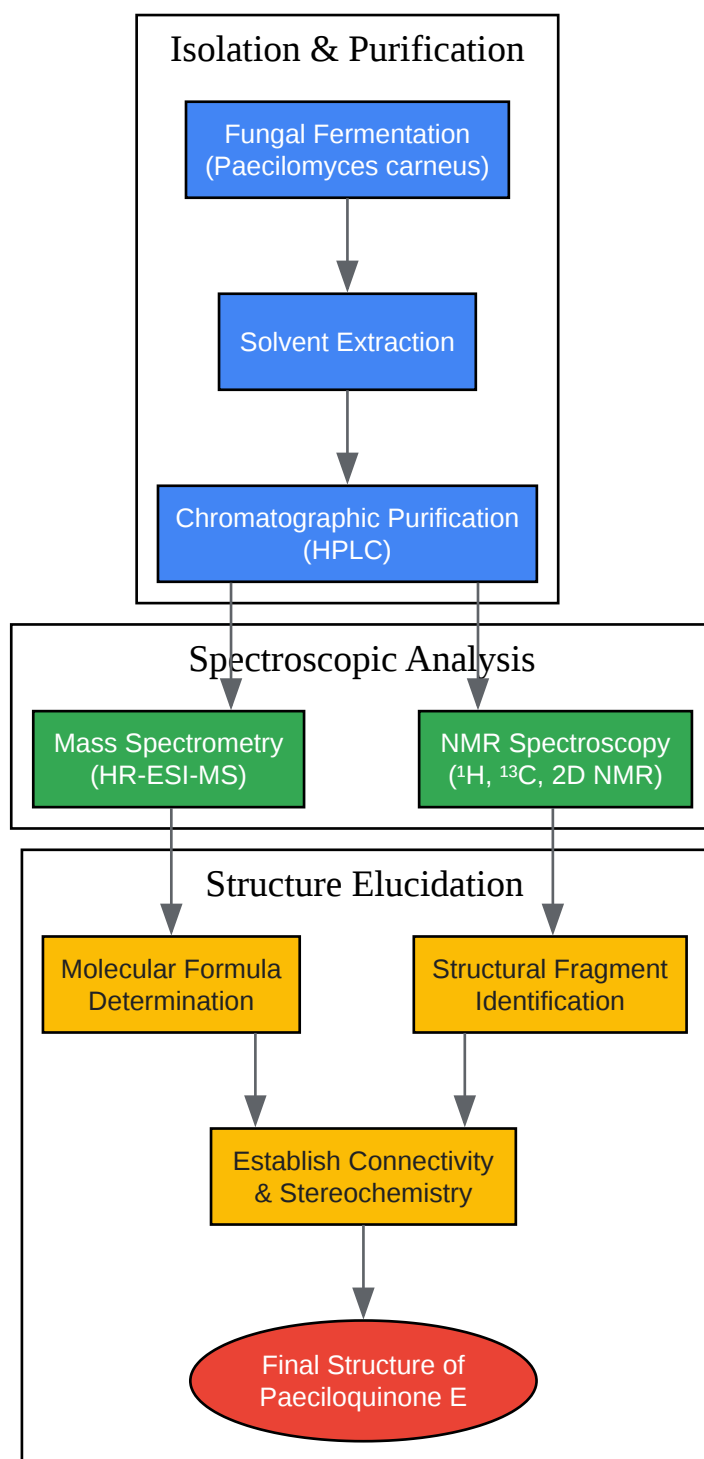 Isolation & Purification
Fungal Fermentation
(Paecilomyces carneus)
Solvent Extraction
Chromatographic Purification
(HPLC)
Spectroscopic Analysis
Mass Spectrometry
(HR-ESI-MS)
NMR Spectroscopy
(¹H, ¹³C, 2D NMR)
Structure Elucidation
Molecular Formula
Determination
Structural Fragment
Identification
Establish Connectivity
& Stereochemistry
Final Structure of
Paeciloquinone E